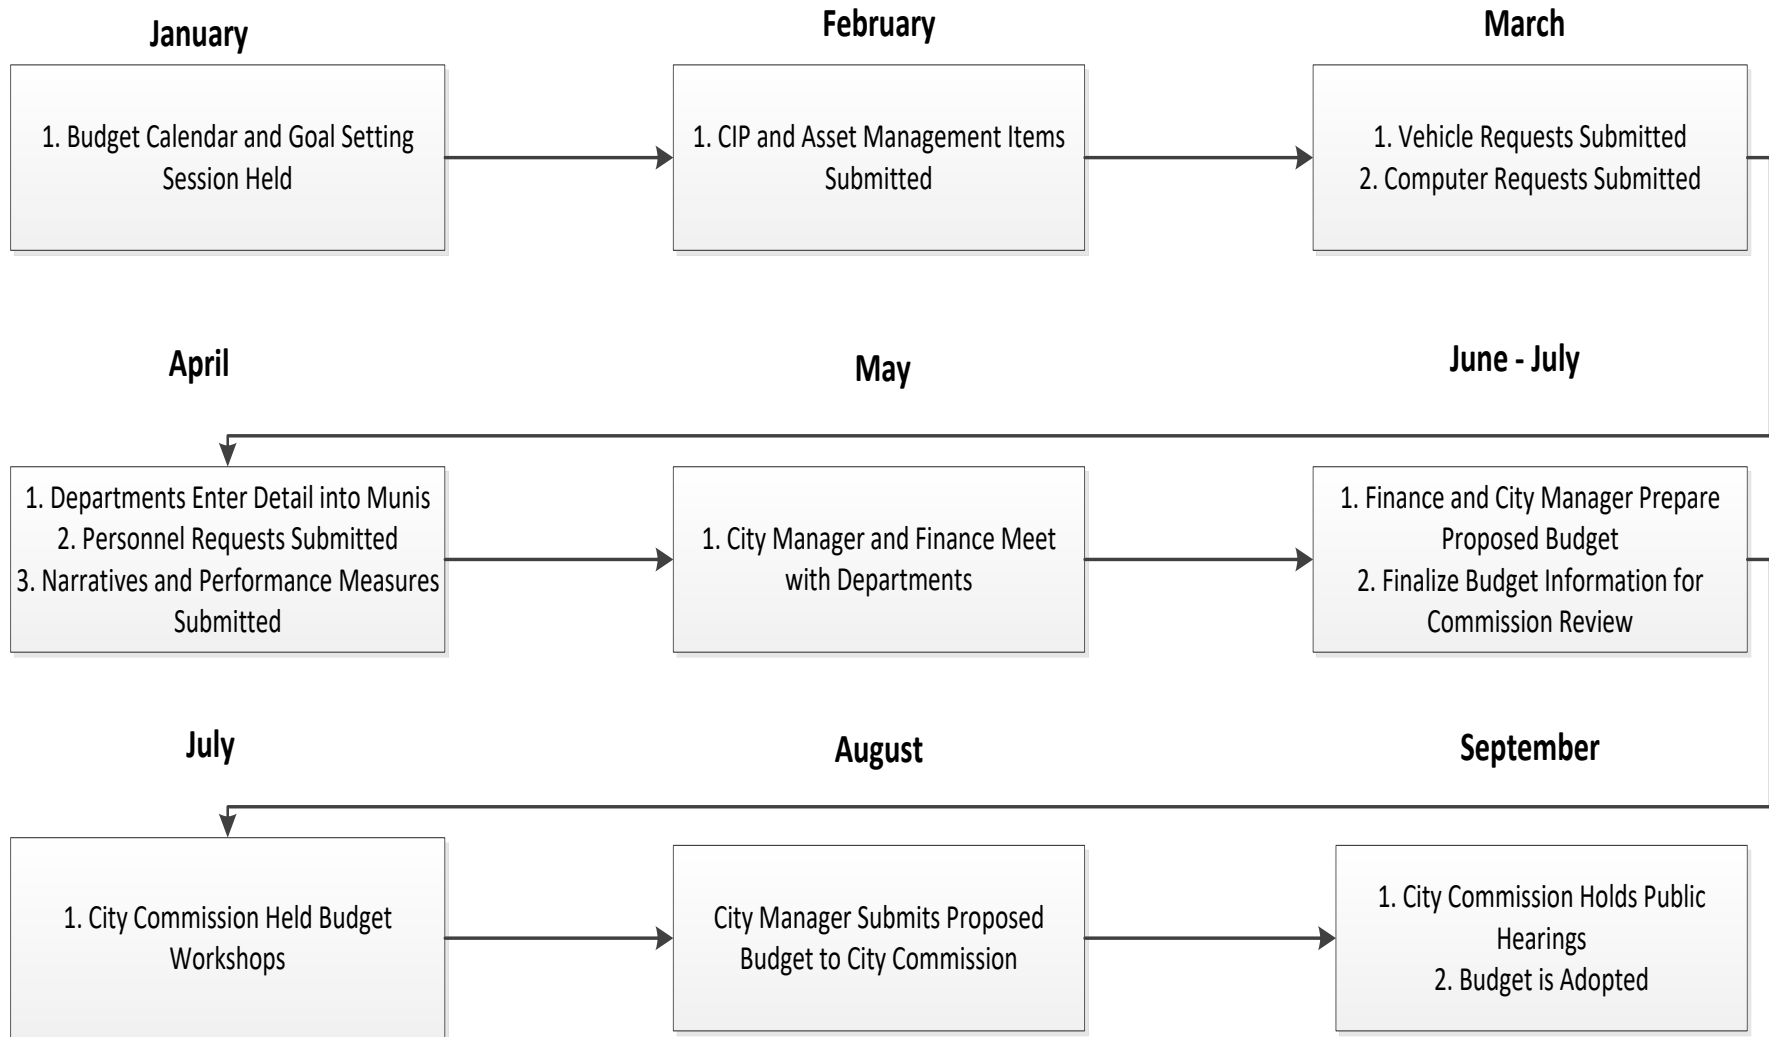 January
February
March
1. Budget Calendar and Goal Setting
Session Held
1. CIP and Asset Management Items
Submitted
1. Vehicle Requests Submitted
2. Computer Requests Submitted
April
May
June - July
1. Departments Enter Detail into Munis
2. Personnel Requests Submitted
3. Narratives and Performance Measures
Submitted
1. City Manager and Finance Meet
with Departments
1. Finance and City Manager Prepare
Proposed Budget
2. Finalize Budget Information for
Commission Review
July
August
September
1. City Commission Held Budget
Workshops
City Manager Submits Proposed
Budget to City Commission
1. City Commission Holds Public
Hearings
2. Budget is Adopted